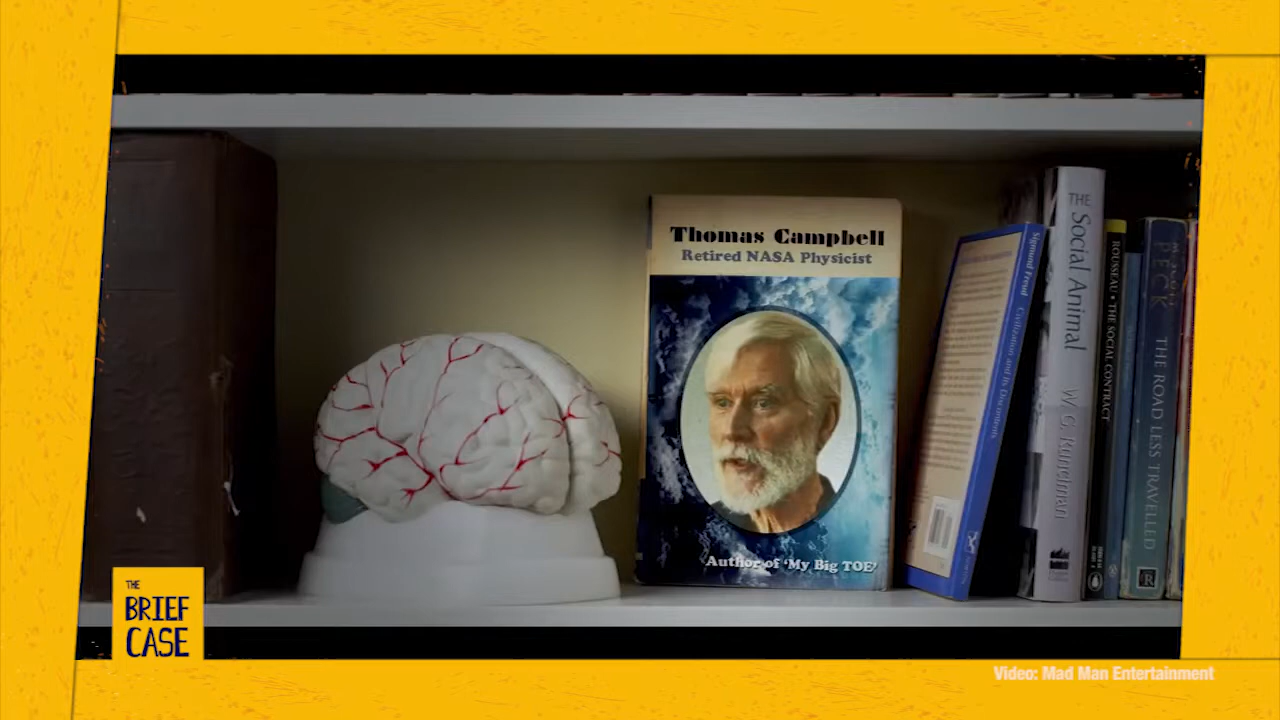 Thomas Campbell
Retired NASA Physicist
Author of 'My Big TOE'
Sigmund Freud Civilization and Its Discontents
THE Social Animal W. G. Runciman
ROUSSEAU • THE SOCIAL CONTRACT
PECK THE ROAD LESS TRAVELLED
THE
BRIEF
CASE
Video: Mad Man Entertainment